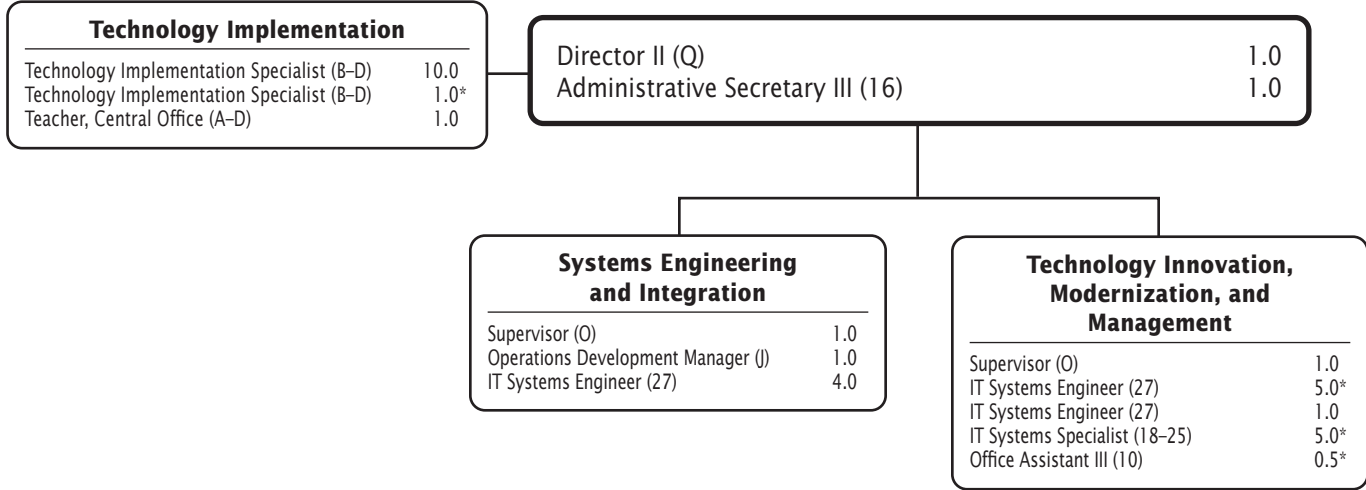 Technology Implementation
Technology Implementation Specialist (B–D) 10.0
Technology Implementation Specialist (B–D) 1.0*
Teacher, Central Office (A–D) 1.0
Director II (Q) 1.0
Administrative Secretary III (16) 1.0
Systems Engineering
and Integration
Supervisor (O) 1.0
Operations Development Manager (J) 1.0
IT Systems Engineer (27) 4.0
Technology Innovation,
Modernization, and
Management
Supervisor (O) 1.0
IT Systems Engineer (27) 5.0*
IT Systems Engineer (27) 1.0
IT Systems Specialist (18–25) 5.0*
Office Assistant III (10) 0.5*